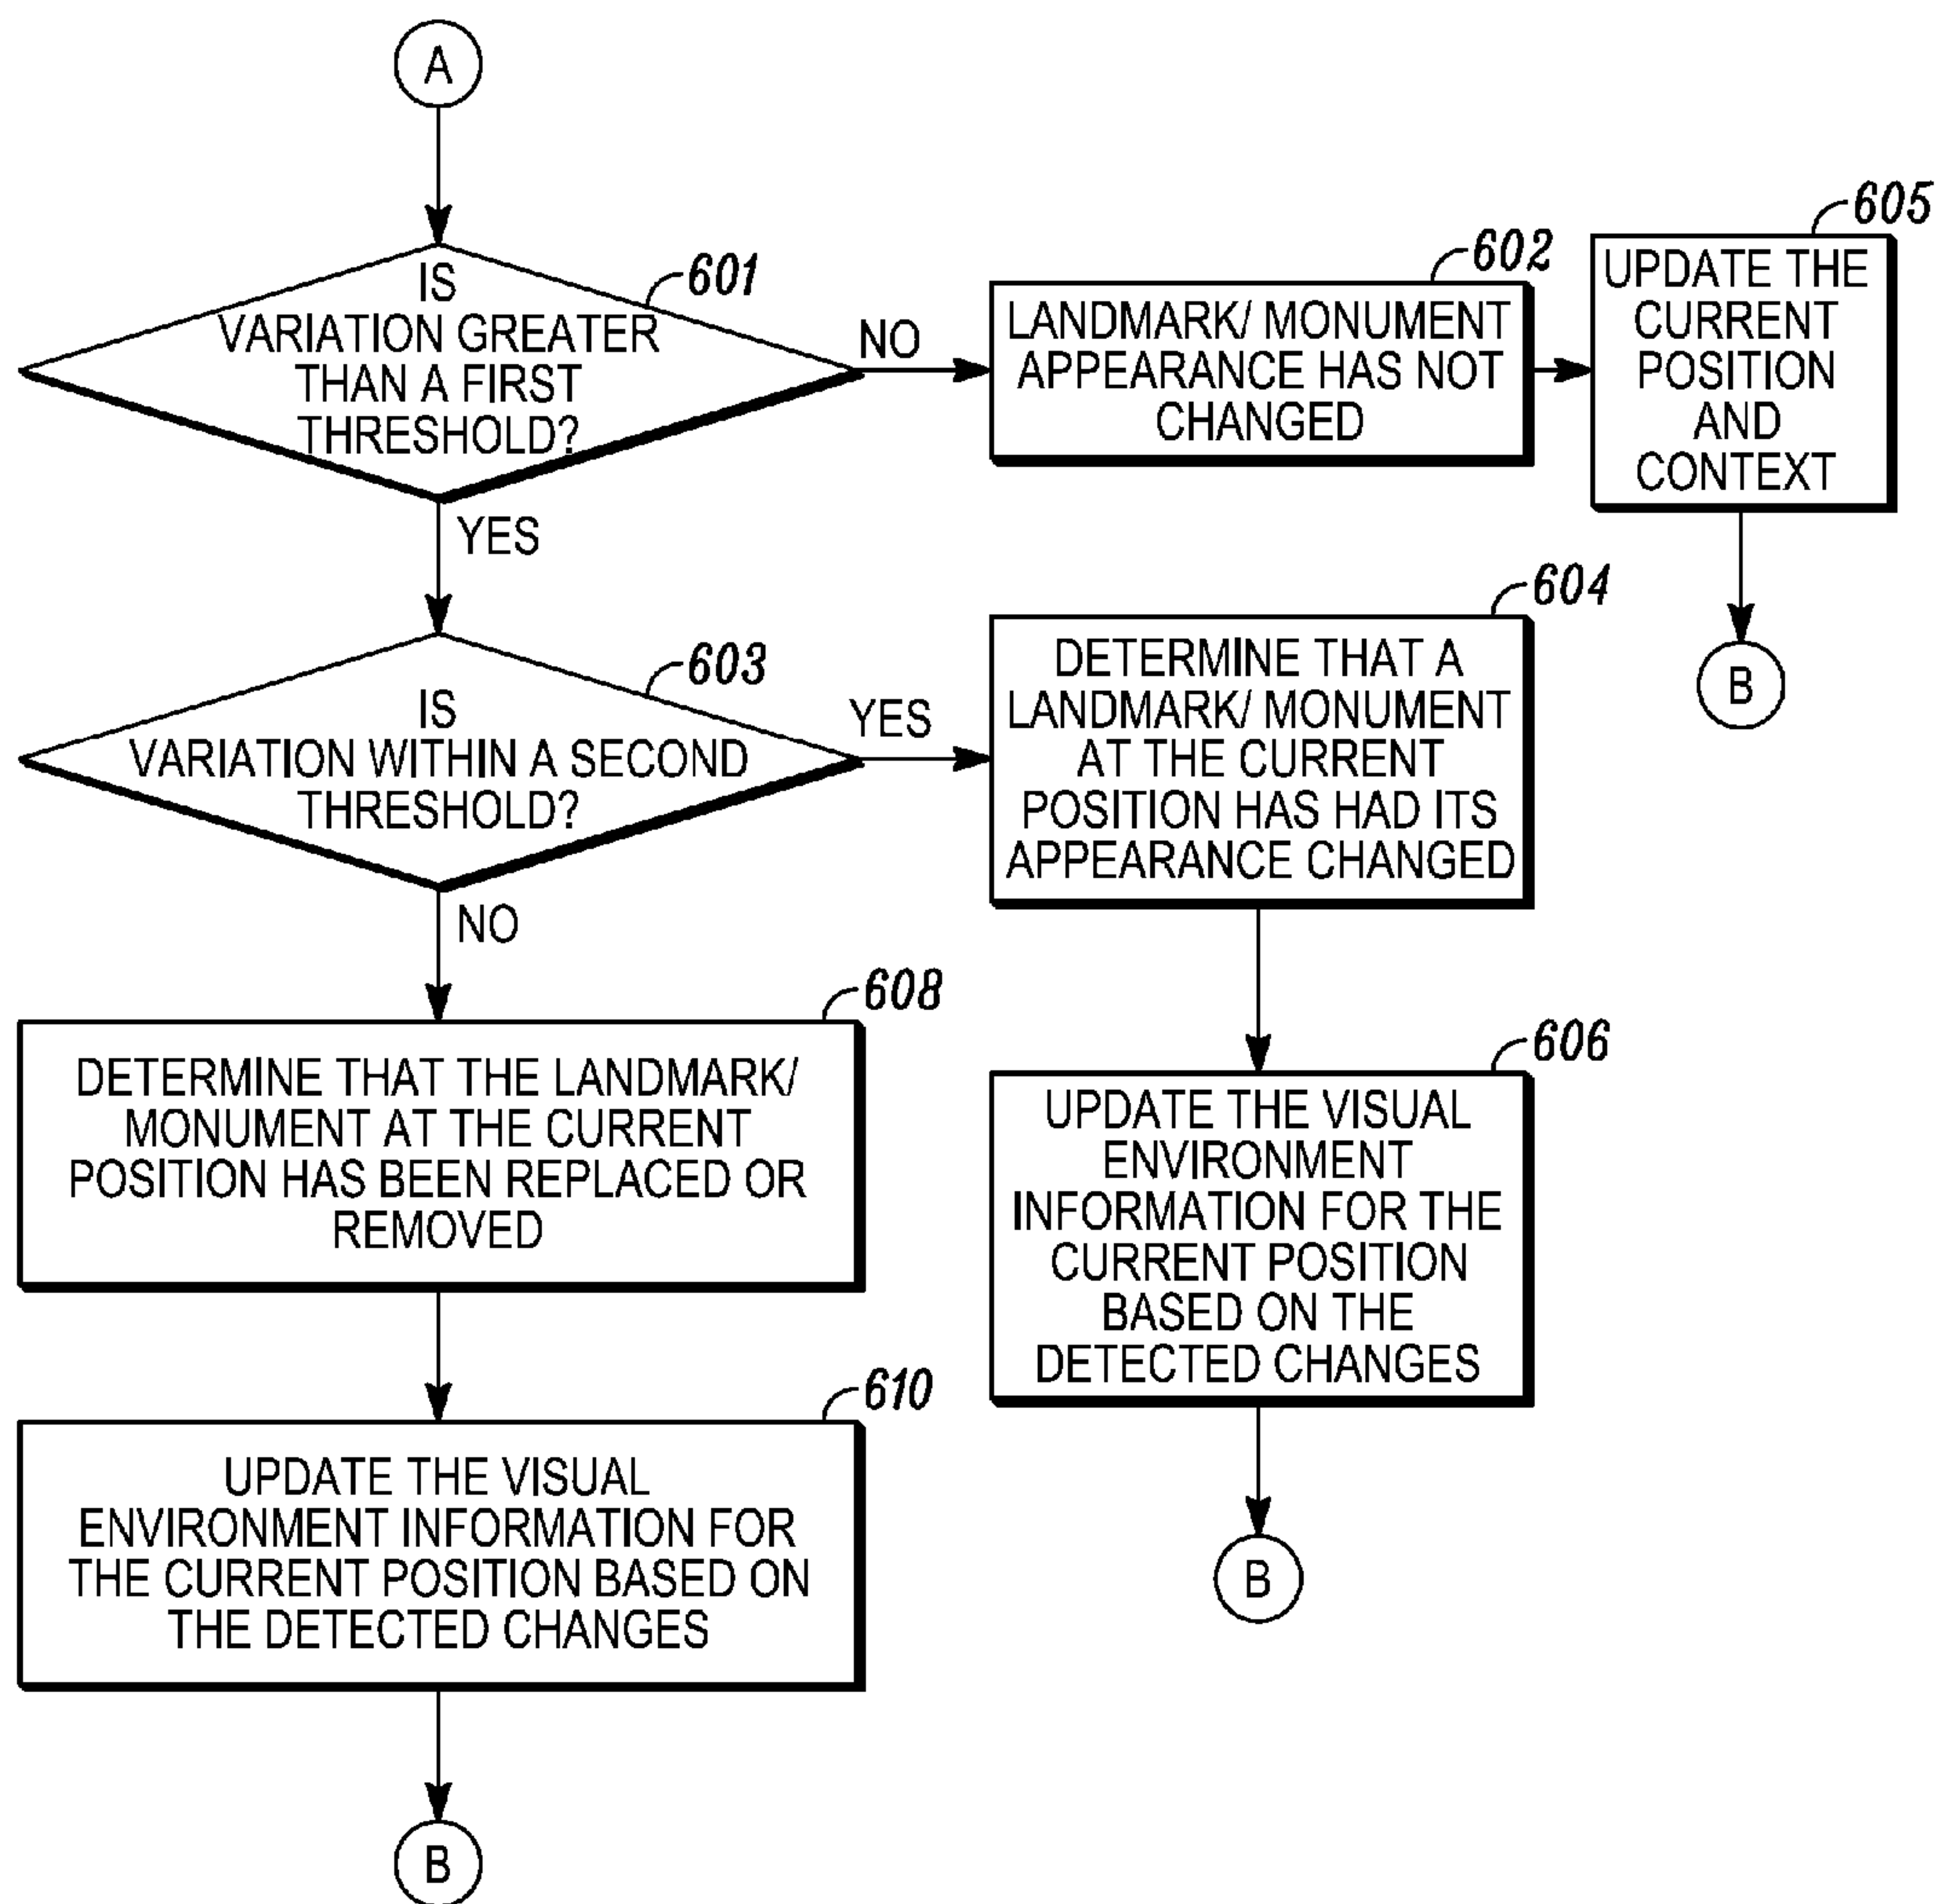 A
IS
VARIATION GREATER
THAN A FIRST
THRESHOLD?
601
NO
YES
602
LANDMARK/ MONUMENT
APPEARANCE HAS NOT
CHANGED
605
UPDATE THE
CURRENT
POSITION
AND
CONTEXT
B
603
IS
VARIATION WITHIN A SECOND
THRESHOLD?
YES
NO
604
DETERMINE THAT A
LANDMARK/ MONUMENT
AT THE CURRENT
POSITION HAS HAD ITS
APPEARANCE CHANGED
606
UPDATE THE VISUAL
ENVIRONMENT
INFORMATION FOR THE
CURRENT POSITION
BASED ON THE
DETECTED CHANGES
B
608
DETERMINE THAT THE LANDMARK/
MONUMENT AT THE CURRENT
POSITION HAS BEEN REPLACED OR
REMOVED
610
UPDATE THE VISUAL
ENVIRONMENT INFORMATION FOR
THE CURRENT POSITION BASED ON
THE DETECTED CHANGES
B